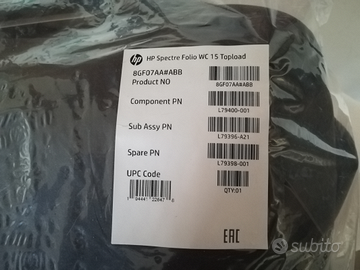 hp HP Spectre Folio WC 15 Topload
8GF07AA#ABB
Product NO
8GF07AA#ABB
Component PN
L79400-001
Sub Assy PN
L79396-A21
Spare PN
L79398-001
UPC Code
QTY:01
EAC
subito